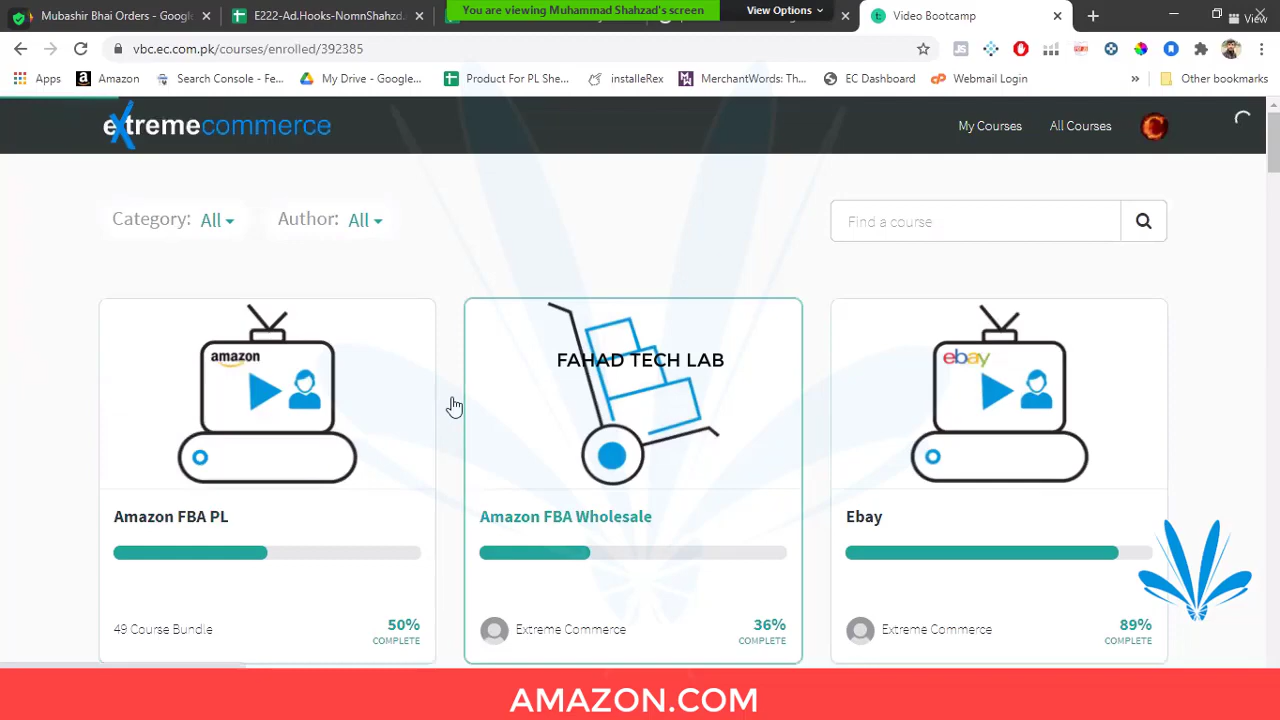 Mubashir Bhai Orders - Google
E222-Ad.Hooks-NomnShahzd.
You are viewing Muhammad Shahzad's screen
View Options
Video Bootcamp
View
vbc.ec.com.pk/courses/enrolled/392385
Apps
Amazon
Search Console - Fe...
My Drive - Google...
Product For PL She...
installeRex
MerchantWords: Th...
EC Dashboard
Webmail Login
»
Other bookmarks
extremecommerce
My Courses
All Courses
Category: All
Author: All
Find a course
amazon
FAHAD TECH LAB
ebay
Amazon FBA PL
Amazon FBA Wholesale
Ebay
49 Course Bundle
50%
COMPLETE
Extreme Commerce
36%
COMPLETE
Extreme Commerce
89%
COMPLETE
AMAZON.COM